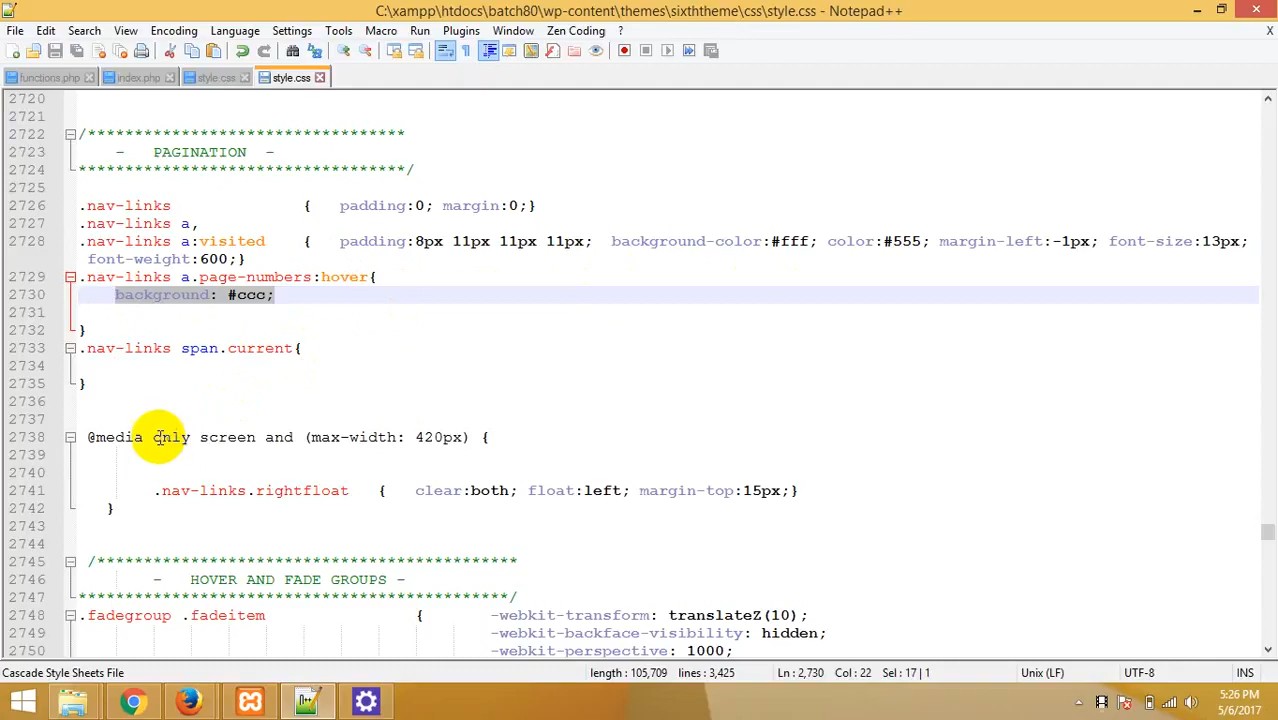 C:\xampp\htdocs\batch80\wp-content\themes\sixththeme\css\style.css - Notepad++
File Edit Search View Encoding Language Settings Tools Macro Run Plugins Window Zen Coding ? X
functions.php index.php style.css style.css
2720
2721
2722 /**********************************
2723 - PAGINATION -
2724 ***********************************/
2725
2726 .nav-links { padding:0; margin:0;}
2727 .nav-links a,
2728 .nav-links a:visited { padding:8px 11px 11px 11px; background-color:#fff; color:#555; margin-left:-1px; font-size:13px;
font-weight:600;}
2729 .nav-links a.page-numbers:hover{
2730 background: #ccc;
2731
2732 }
2733 .nav-links span.current{
2734
2735 }
2736
2737
2738 @media only screen and (max-width: 420px) {
2739
2740
2741 .nav-links.rightfloat { clear:both; float:left; margin-top:15px;}
2742 }
2743
2744
2745 /*********************************************
2746 - HOVER AND FADE GROUPS -
2747 **********************************************/
2748 .fadegroup .fadeitem { -webkit-transform: translateZ(10);
2749 -webkit-backface-visibility: hidden;
2750 -webkit-perspective: 1000;
Cascade Style Sheets File length : 105,709 lines : 3,425 Ln : 2,730 Col : 22 Sel : 17 | 1 Unix (LF) UTF-8 INS
5:26 PM
5/6/2017